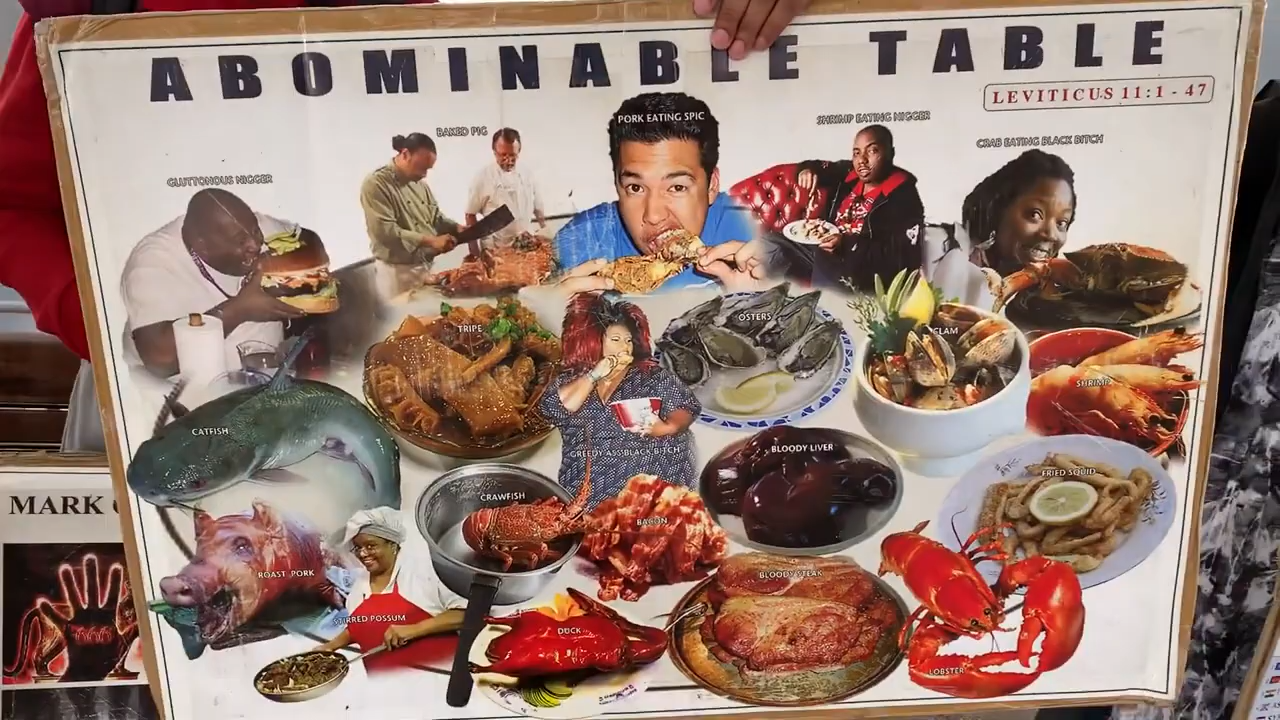 ABOMINABLE TABLE
LEVITICUS 11:1 - 47
BAKED PIG
PORK EATING SPIC
SHRIMP EATING NIGGER
CRAB EATING BLACK BITCH
GLUTTONOUS NIGGER
TRIPE
OSTERS
CLAM
SHRIMP
CATFISH
GREEDY ASSBLACK BITCH
BLOODY LIVER
FRIED SQUID
CRAWFISH
BACON
MARK
ROAST PORK
BLOODY STEAK
STIRRED POSSUM
DUCK
LOBSTER